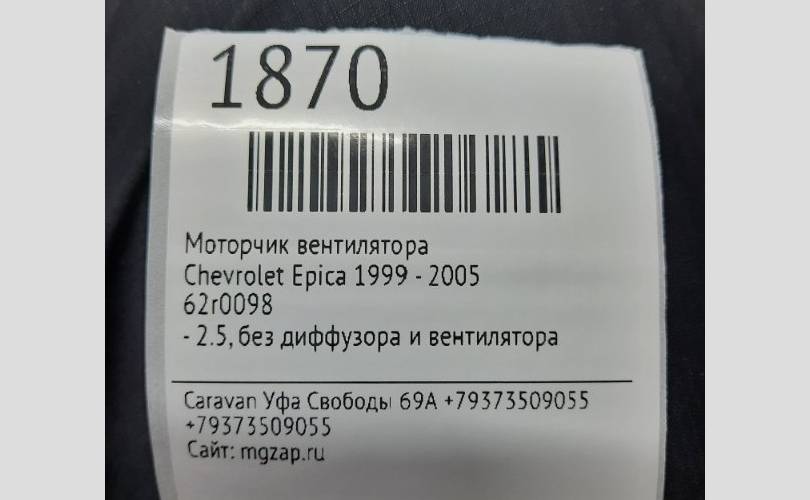 1870
Моторчик вентилятора
Chevrolet Epica 1999 - 2005
62r0098
- 2.5, без диффузора и вентилятора
Caravan Уфа Свободы 69А +79373509055
+79373509055
Сайт: mgzap.ru